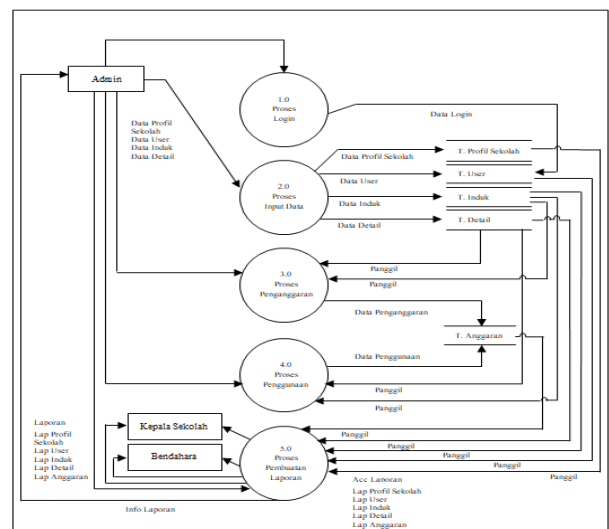 Admin
1.0
Proses
Login
Data Login
Data Profil
Sekolah
Data User
Data Induk
Data Detail
2.0
Proses
Input Data
Data Profil Sekolah
Data User
Data Induk
Data Detail
T. Profil Sekolah
T. User
T. Induk
T. Detail
3.0
Proses
Penganggaran
Panggil
Panggil
Data Penganggaran
T. Anggaran
4.0
Proses
Penggunaan
Data Penggunaan
Panggil
Panggil
Kepala Sekolah
Bendahara
5.0
Proses
Pembuatan
Laporan
Panggil
Panggil
Panggil
Panggil
Panggil
Laporan
Lap Profil
Sekolah
Lap User
Lap Induk
Lap Detail
Lap Anggaran
Info Laporan
Acc Laporan
Lap Profil Sekolah
Lap User
Lap Induk
Lap Detail
Lap Anggaran